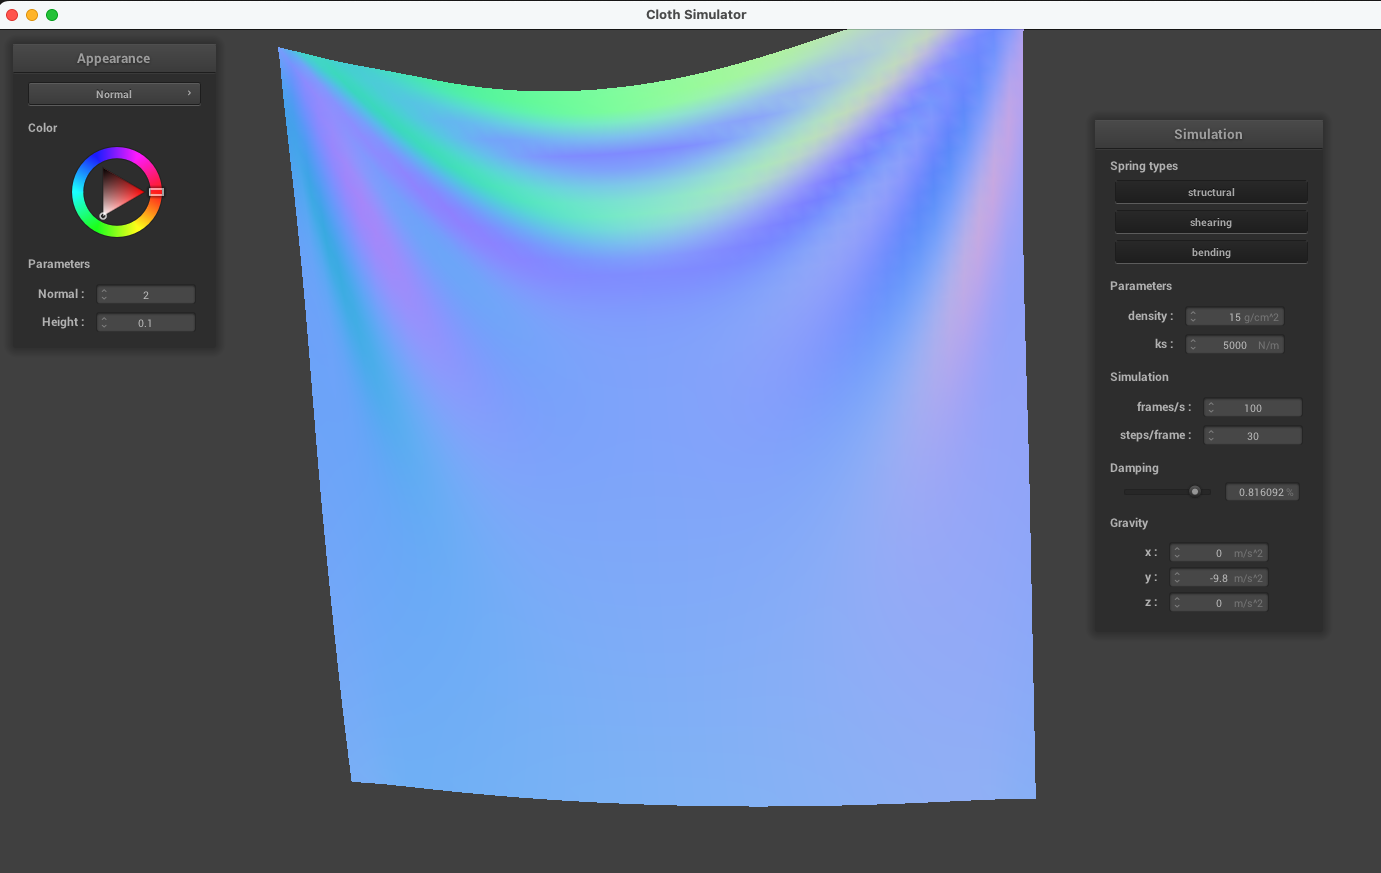 Cloth Simulator
Appearance
Normal
Color
Parameters
Normal : 2
Height : 0.1
Simulation
Spring types
structural
shearing
bending
Parameters
density : 15 g/cm^2
ks : 5000 N/m
Simulation
frames/s : 100
steps/frame : 30
Damping
0.816092 %
Gravity
x : 0 m/s^2
y : -9.8 m/s^2
z : 0 m/s^2